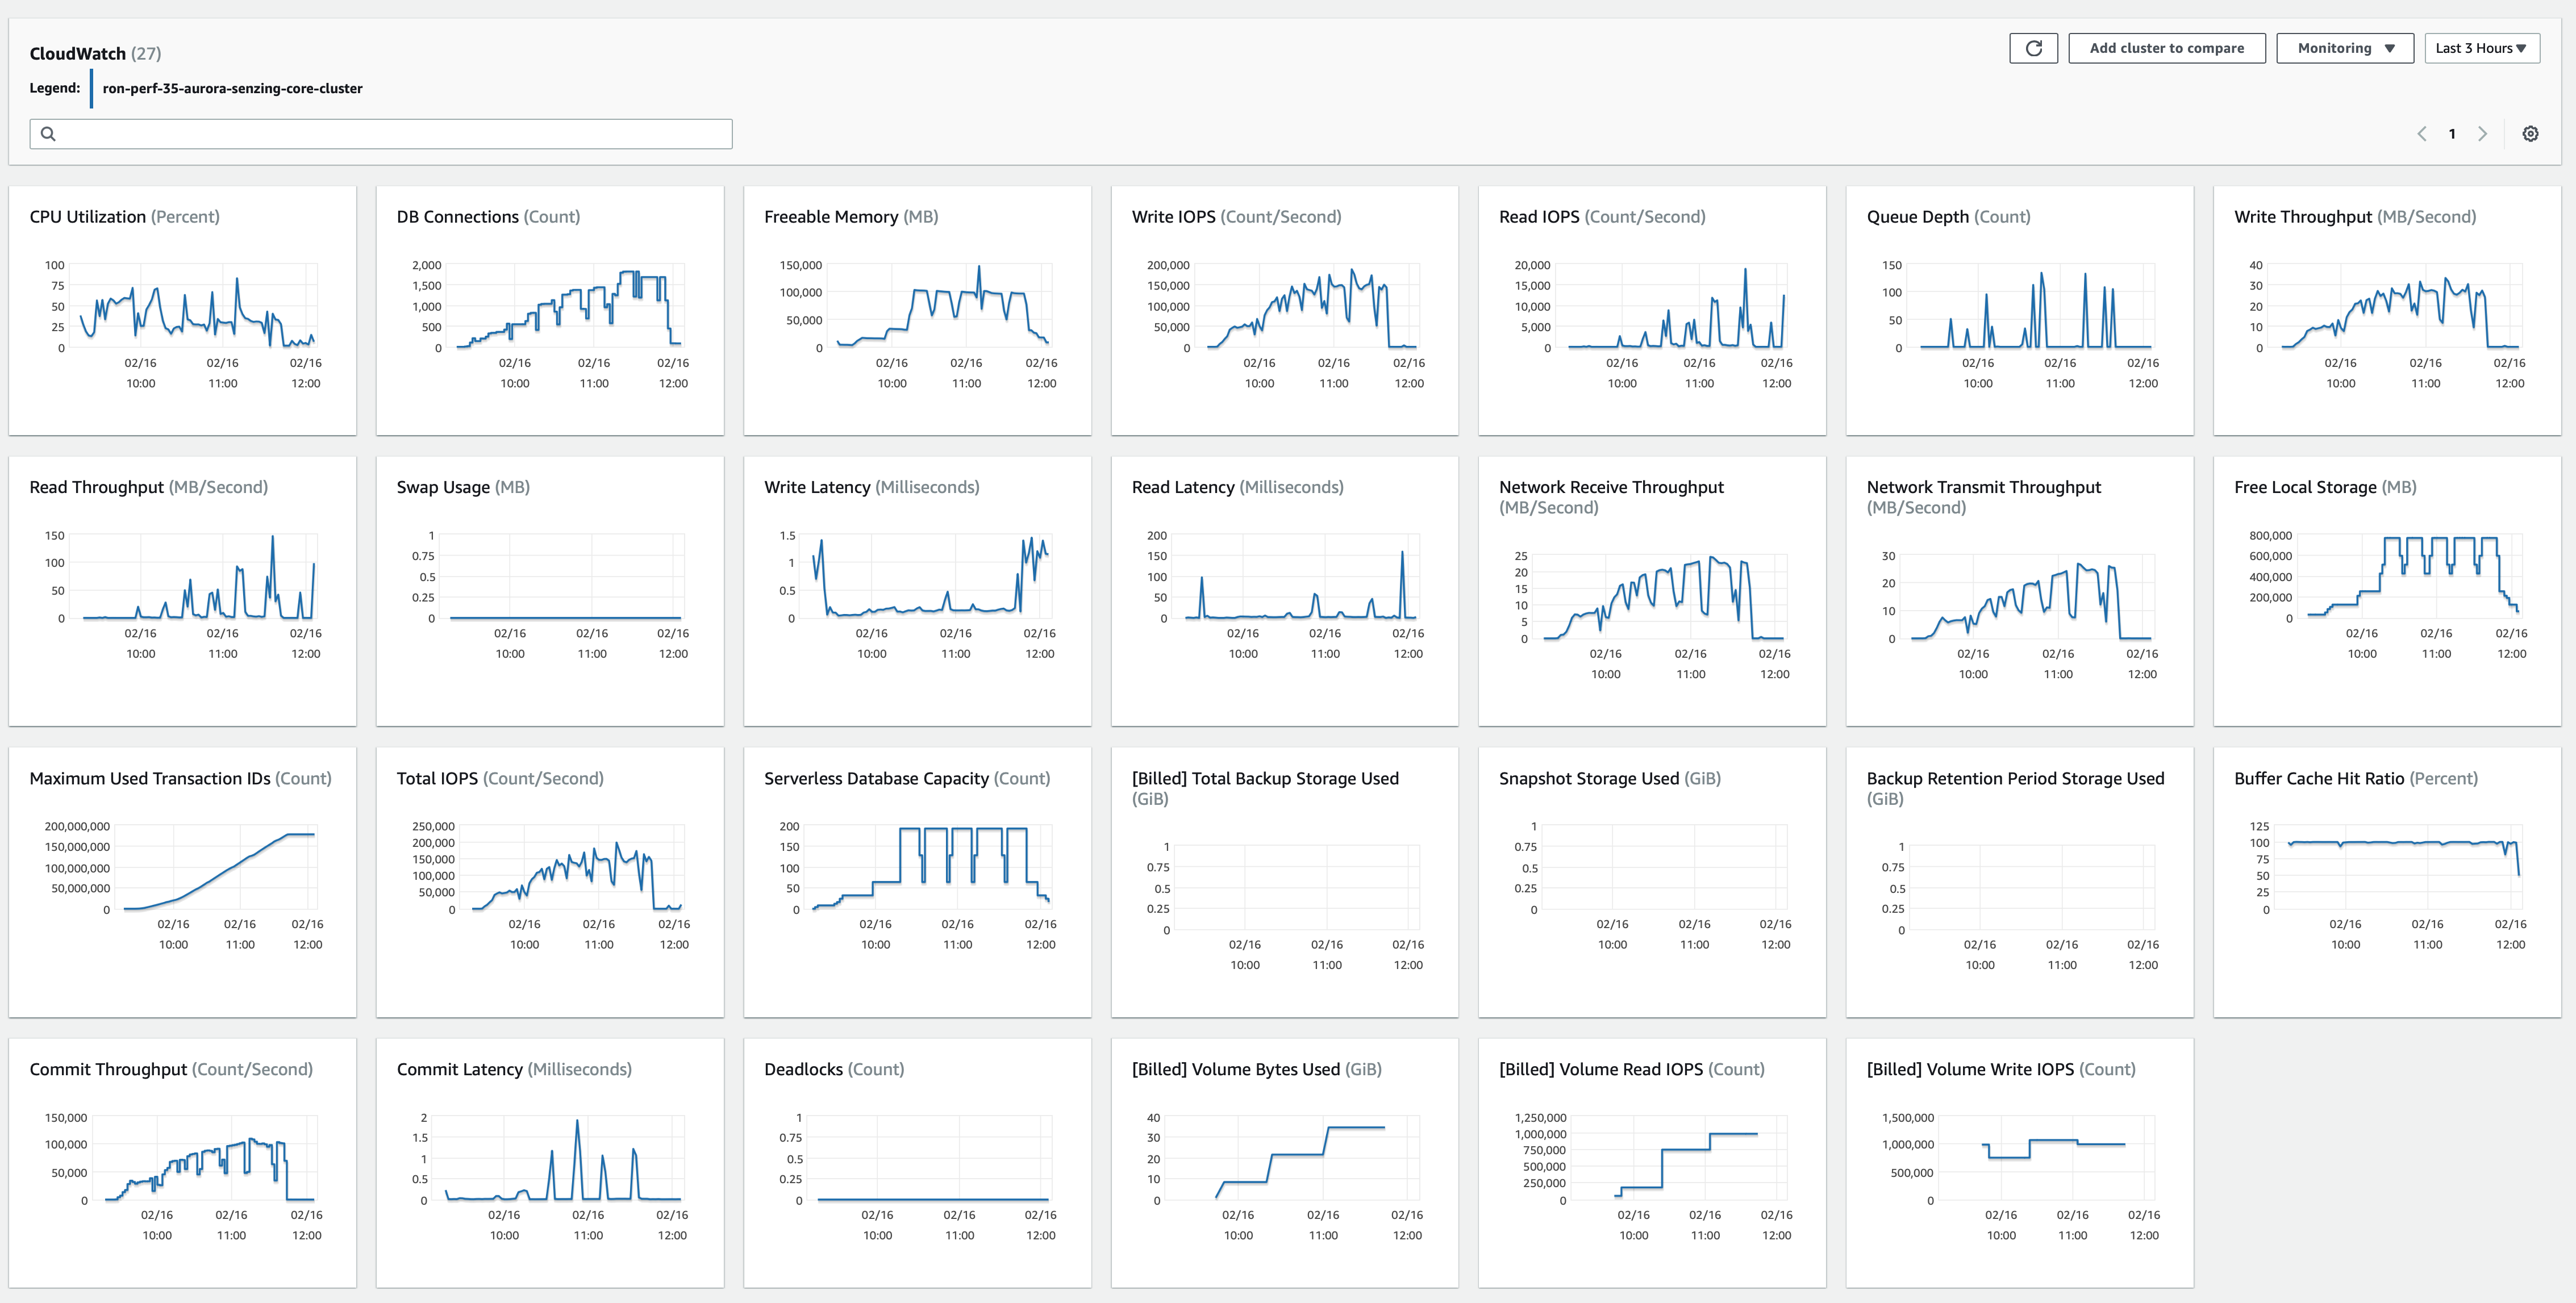 CloudWatch (27)
Add cluster to compare
Monitoring
Last 3 Hours
Legend:
ron-perf-35-aurora-senzing-core-cluster
1
CPU Utilization (Percent)
100
75
50
25
0
02/16 02/16 02/16
10:00 11:00 12:00
DB Connections (Count)
2,000
1,500
1,000
500
0
02/16 02/16 02/16
10:00 11:00 12:00
Freeable Memory (MB)
150,000
100,000
50,000
0
02/16 02/16 02/16
10:00 11:00 12:00
Write IOPS (Count/Second)
200,000
150,000
100,000
50,000
0
02/16 02/16 02/16
10:00 11:00 12:00
Read IOPS (Count/Second)
20,000
15,000
10,000
5,000
0
02/16 02/16 02/16
10:00 11:00 12:00
Queue Depth (Count)
150
100
50
0
02/16 02/16 02/16
10:00 11:00 12:00
Write Throughput (MB/Second)
40
30
20
10
0
02/16 02/16 02/16
10:00 11:00 12:00
Read Throughput (MB/Second)
150
100
50
0
02/16 02/16 02/16
10:00 11:00 12:00
Swap Usage (MB)
1
0.75
0.5
0.25
0
02/16 02/16 02/16
10:00 11:00 12:00
Write Latency (Milliseconds)
1.5
1
0.5
0
02/16 02/16 02/16
10:00 11:00 12:00
Read Latency (Milliseconds)
200
150
100
50
0
02/16 02/16 02/16
10:00 11:00 12:00
Network Receive Throughput
(MB/Second)
25
20
15
10
5
0
02/16 02/16 02/16
10:00 11:00 12:00
Network Transmit Throughput
(MB/Second)
30
20
10
0
02/16 02/16 02/16
10:00 11:00 12:00
Free Local Storage (MB)
800,000
600,000
400,000
200,000
0
02/16 02/16 02/16
10:00 11:00 12:00
Maximum Used Transaction IDs (Count)
200,000,000
150,000,000
100,000,000
50,000,000
0
02/16 02/16 02/16
10:00 11:00 12:00
Total IOPS (Count/Second)
250,000
200,000
150,000
100,000
50,000
0
02/16 02/16 02/16
10:00 11:00 12:00
Serverless Database Capacity (Count)
200
150
100
50
0
02/16 02/16 02/16
10:00 11:00 12:00
[Billed] Total Backup Storage Used
(GiB)
1
0.75
0.5
0.25
0
02/16 02/16 02/16
10:00 11:00 12:00
Snapshot Storage Used (GiB)
1
0.75
0.5
0.25
0
02/16 02/16 02/16
10:00 11:00 12:00
Backup Retention Period Storage Used
(GiB)
1
0.75
0.5
0.25
0
02/16 02/16 02/16
10:00 11:00 12:00
Buffer Cache Hit Ratio (Percent)
125
100
75
50
25
0
02/16 02/16 02/16
10:00 11:00 12:00
Commit Throughput (Count/Second)
150,000
100,000
50,000
0
02/16 02/16 02/16
10:00 11:00 12:00
Commit Latency (Milliseconds)
2
1.5
1
0.5
0
02/16 02/16 02/16
10:00 11:00 12:00
Deadlocks (Count)
1
0.75
0.5
0.25
0
02/16 02/16 02/16
10:00 11:00 12:00
[Billed] Volume Bytes Used (GiB)
40
30
20
10
0
02/16 02/16 02/16
10:00 11:00 12:00
[Billed] Volume Read IOPS (Count)
1,250,000
1,000,000
750,000
500,000
250,000
0
02/16 02/16 02/16
10:00 11:00 12:00
[Billed] Volume Write IOPS (Count)
1,500,000
1,000,000
500,000
0
02/16 02/16 02/16
10:00 11:00 12:00